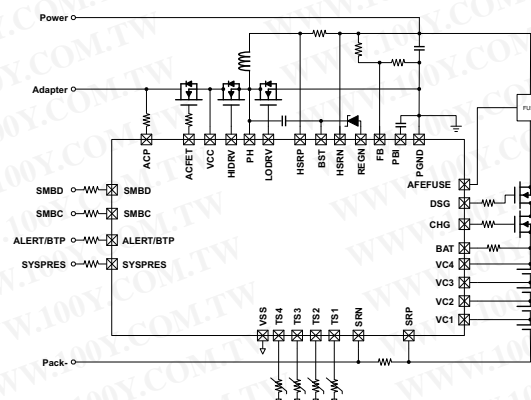 Power
Adapter
ACP
ACFET
VCC
HIDRV
PH
LODRV
HSRP
BST
HSRN
REGN
FB
PBI
PGND
FU
AFEFUSE
DSG
CHG
BAT
VC4
VC3
VC2
VC1
SMBD
SMBD
SMBC
SMBC
ALERT/BTP
ALERT/BTP
SYSPRES
SYSPRES
VSS
TS4
TS3
TS2
TS1
SRN
SRP
Pack-
WWW.100Y.COM.TW